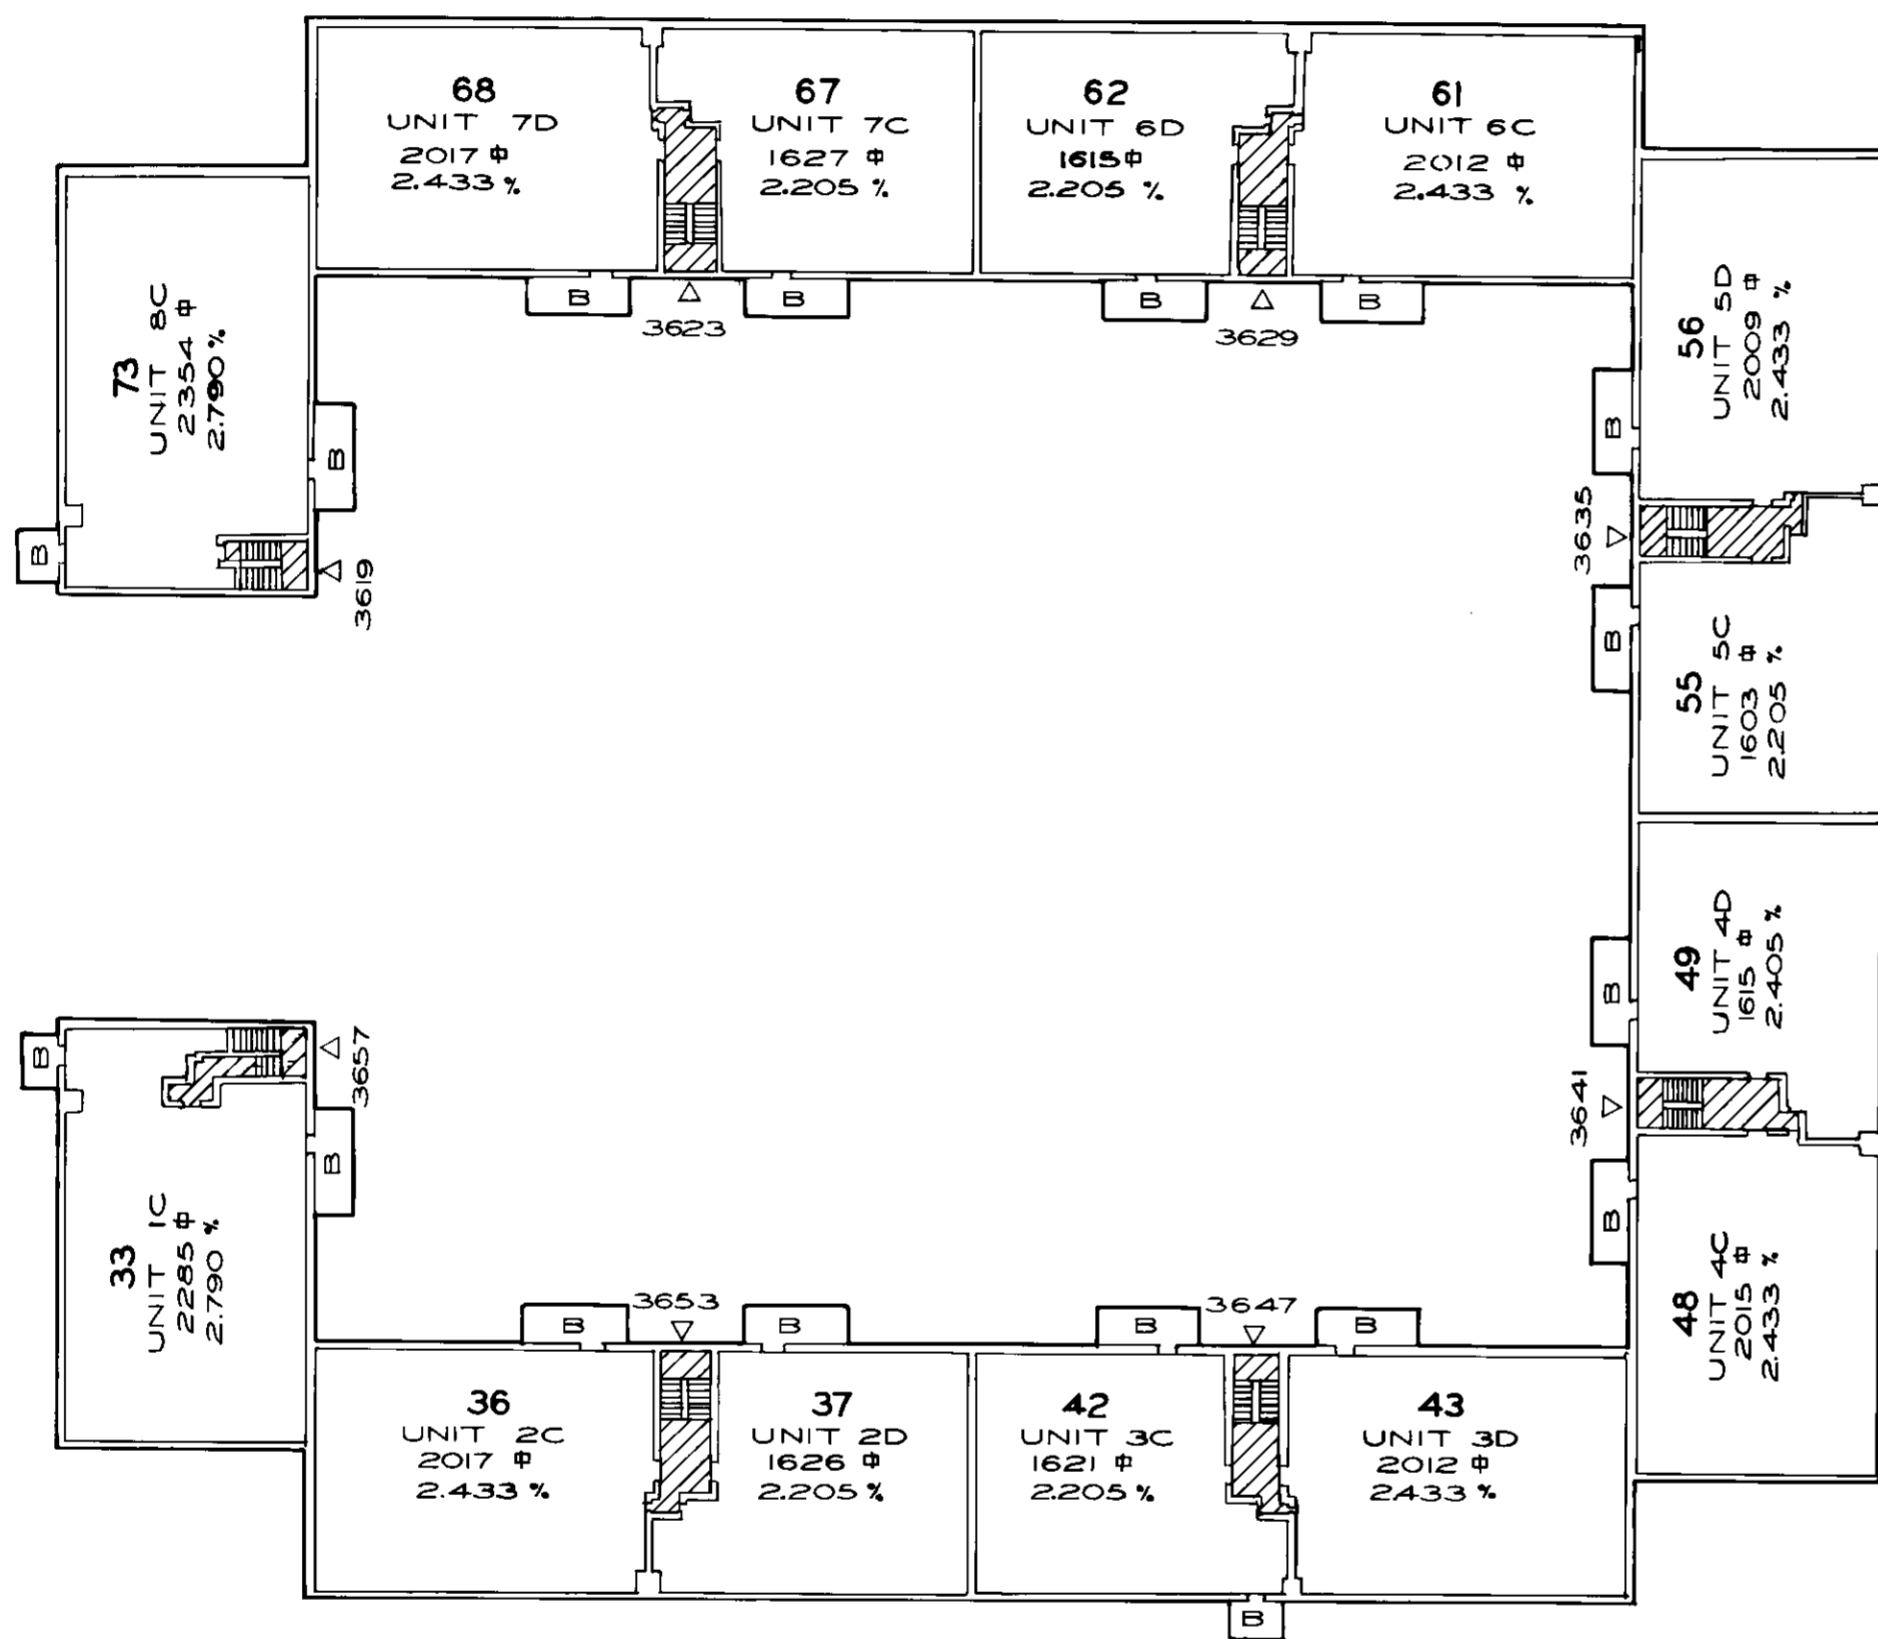 68
UNIT 7D
2017 ⌷
2.433 %
67
UNIT 7C
1627 ⌷
2.205 %
62
UNIT 6D
1615 ⌷
2.205 %
61
UNIT 6C
2012 ⌷
2.433 %
B
3623
B
B
3629
B
73
UNIT 8C
2354 ⌷
2.790 %
B
B
3619
56
UNIT 5D
2009 ⌷
2.433 %
B
3635
B
55
UNIT 5C
1603 ⌷
2.205 %
49
UNIT 4D
1615 ⌷
2.405 %
B
3641
B
48
UNIT 4C
2015 ⌷
2.433 %
B
3657
B
33
UNIT 1C
2285 ⌷
2.790 %
B
3653
B
B
3647
B
36
UNIT 2C
2017 ⌷
2.433 %
37
UNIT 2D
1626 ⌷
2.205 %
42
UNIT 3C
1621 ⌷
2.205 %
43
UNIT 3D
2012 ⌷
2.433 %
B